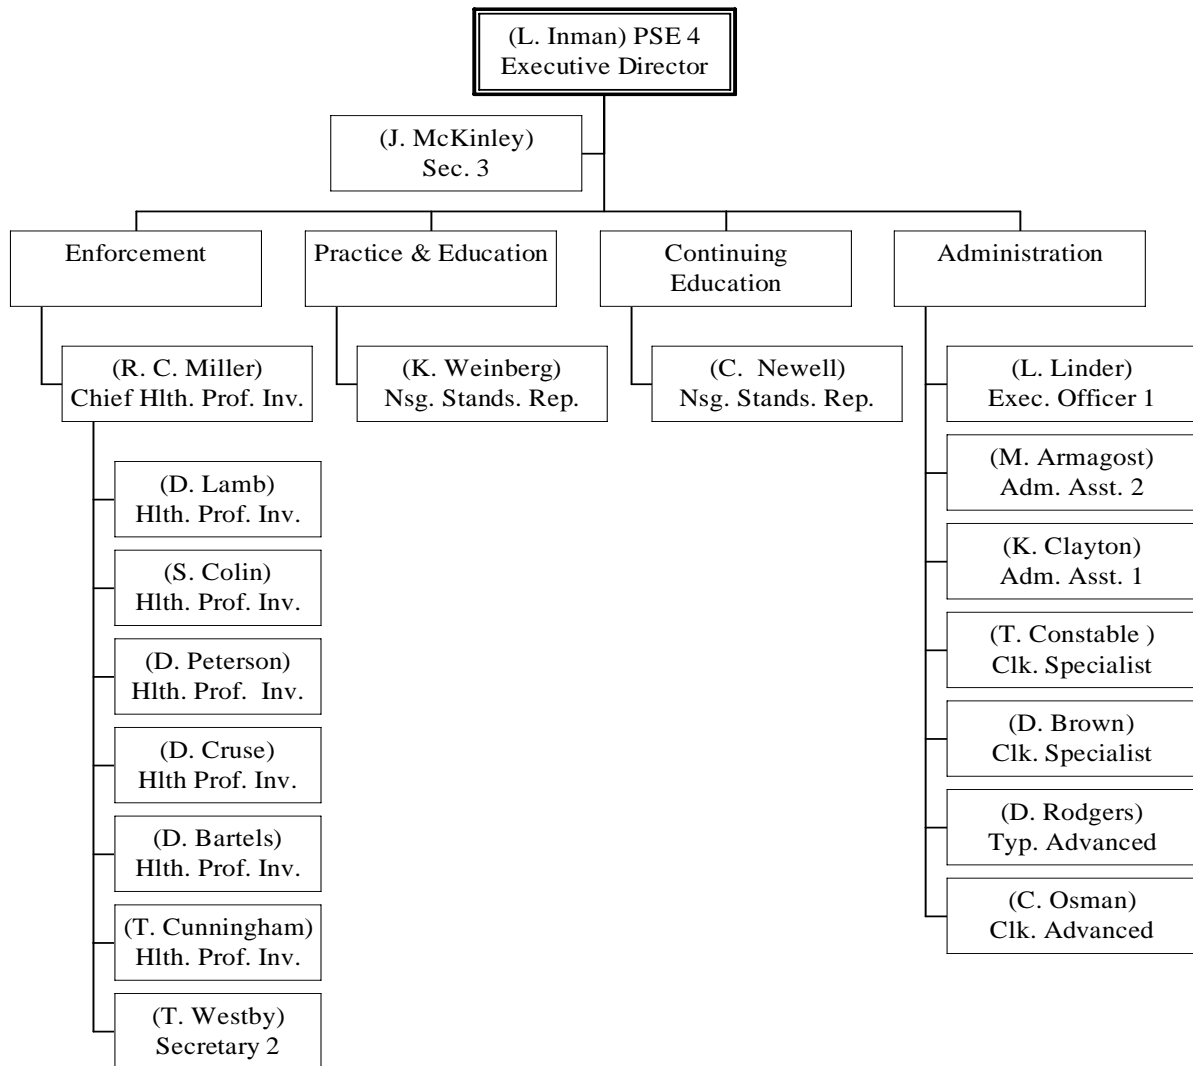 (L. Inman) PSE 4
Executive Director
(J. McKinley)
Sec. 3
Enforcement
Practice & Education
Continuing
Education
Administration
(R. C. Miller)
Chief Hlth. Prof. Inv.
(K. Weinberg)
Nsg. Stands. Rep.
(C.  Newell)
Nsg. Stands. Rep.
(L. Linder)
Exec. Officer 1
(D. Lamb)
Hlth. Prof. Inv.
(S. Colin)
Hlth. Prof. Inv.
(D. Peterson)
Hlth. Prof.  Inv.
(D. Cruse)
Hlth Prof. Inv.
(D. Bartels)
Hlth. Prof. Inv.
(T. Cunningham)
Hlth. Prof. Inv.
(T. Westby)
Secretary 2
(M. Armagost)
Adm. Asst. 2
(K. Clayton)
Adm. Asst. 1
(T. Constable )
Clk. Specialist
(D. Brown)
Clk. Specialist
(D. Rodgers)
Typ. Advanced
(C. Osman)
Clk. Advanced